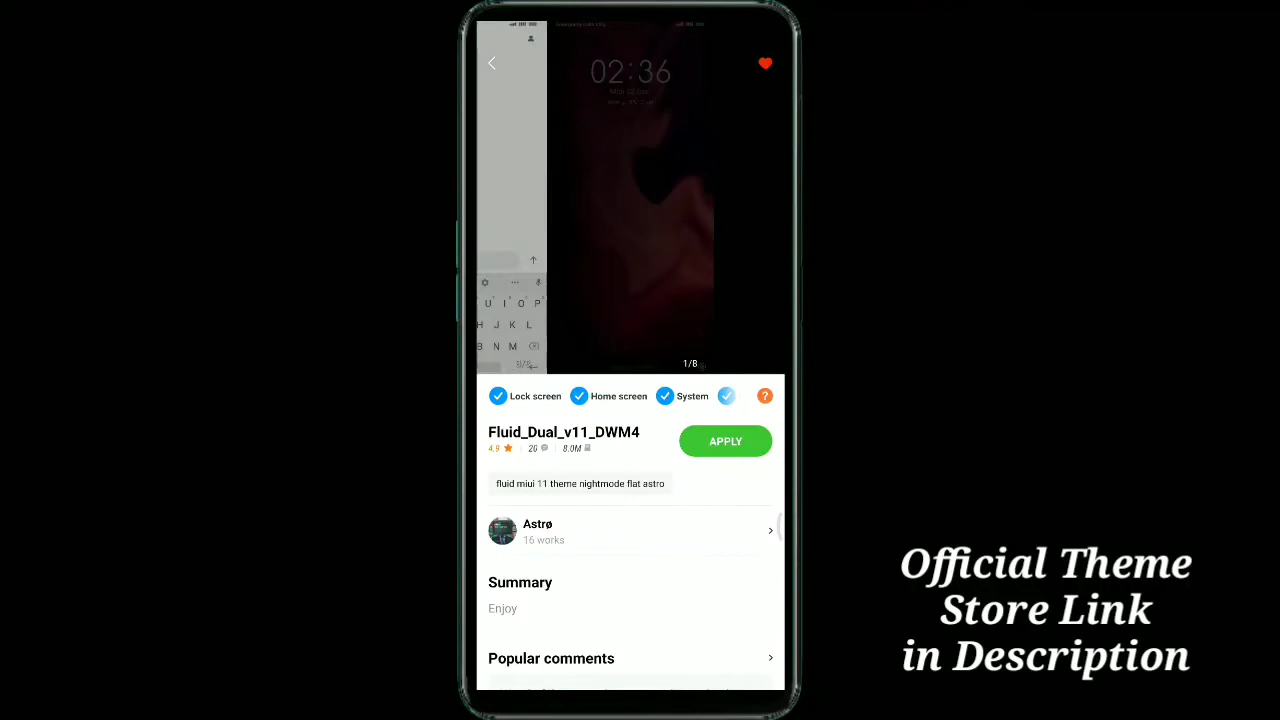 02:36
1/8
U I O P
H J K L
B N M
Lock screen
Home screen
System
?
Fluid_Dual_v11_DWM4
4.9
20
8.0M
APPLY
fluid miui 11 theme nightmode flat astro
Astrø
16 works
Summary
Enjoy
Popular comments
Official Theme
Store Link
in Description